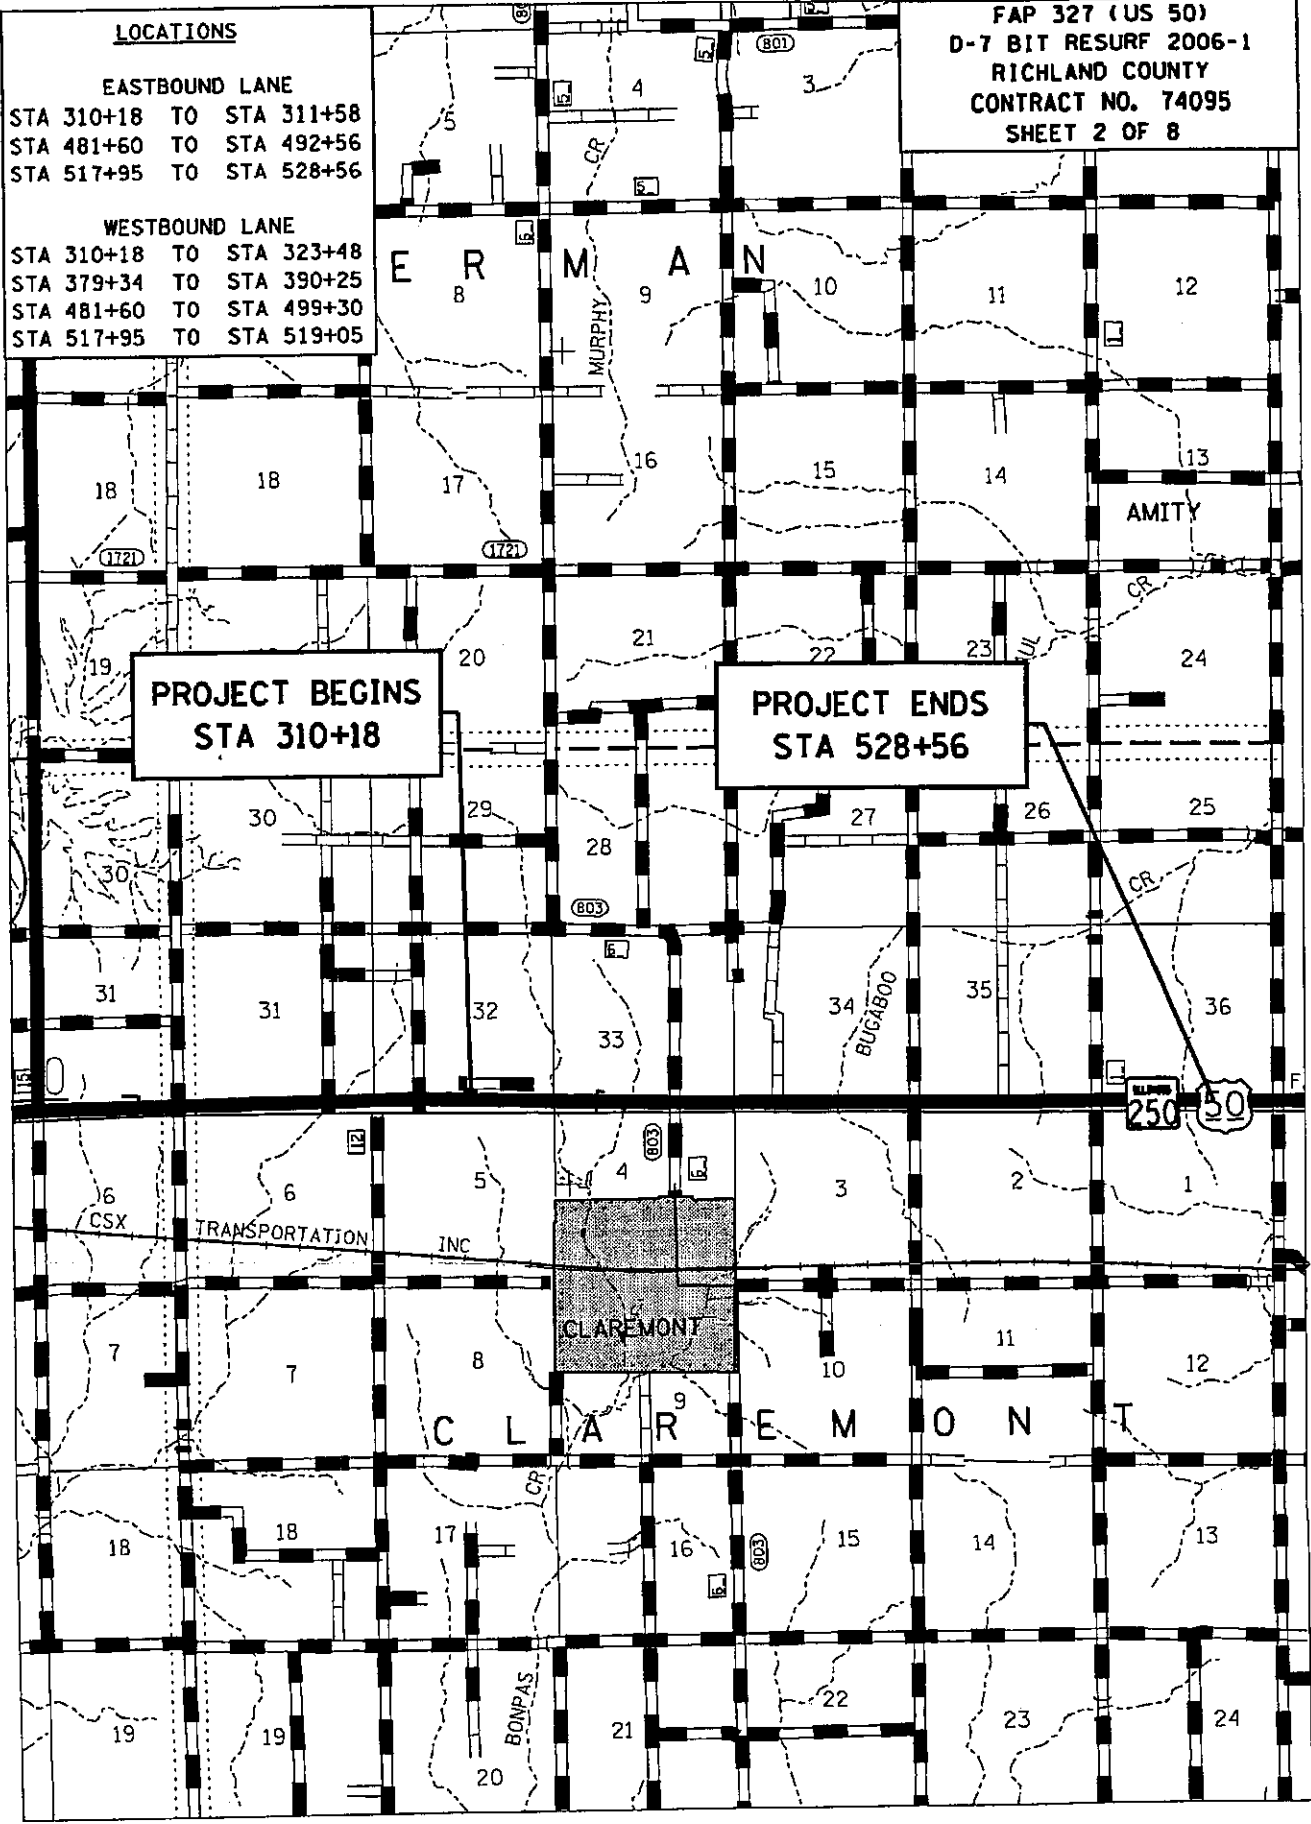 LOCATIONS
EASTBOUND LANE
STA 310+18 TO STA 311+58
STA 481+60 TO STA 492+56
STA 517+95 TO STA 528+56
WESTBOUND LANE
STA 310+18 TO STA 323+48
STA 379+34 TO STA 390+25
STA 481+60 TO STA 499+30
STA 517+95 TO STA 519+05
FAP 327 (US 50)
D-7 BIT RESURF 2006-1
RICHLAND COUNTY
CONTRACT NO. 74095
SHEET 2 OF 8
801
5 4 3
CR
E R M A N
8 9 10 11 12
MURPHY
18 18 17 16 15 14 13
AMITY
1721 1721
CR
19 20 21 22 23 24
PROJECT BEGINS
STA 310+18
PROJECT ENDS
STA 528+56
30 30 29 28 27 26 25
CR
803
31 31 32 33 34 35 36
BUGABOO
15
ILLINOIS
250
50
F
12
803
6 6 5 4 3 2 1
CSX TRANSPORTATION INC
CLAREMONT
7 7 8 9 10 11 12
C L A R E M O N T
CR
18 18 17 16 15 14 13
803
BONPAS
19 19 20 21 22 23 24